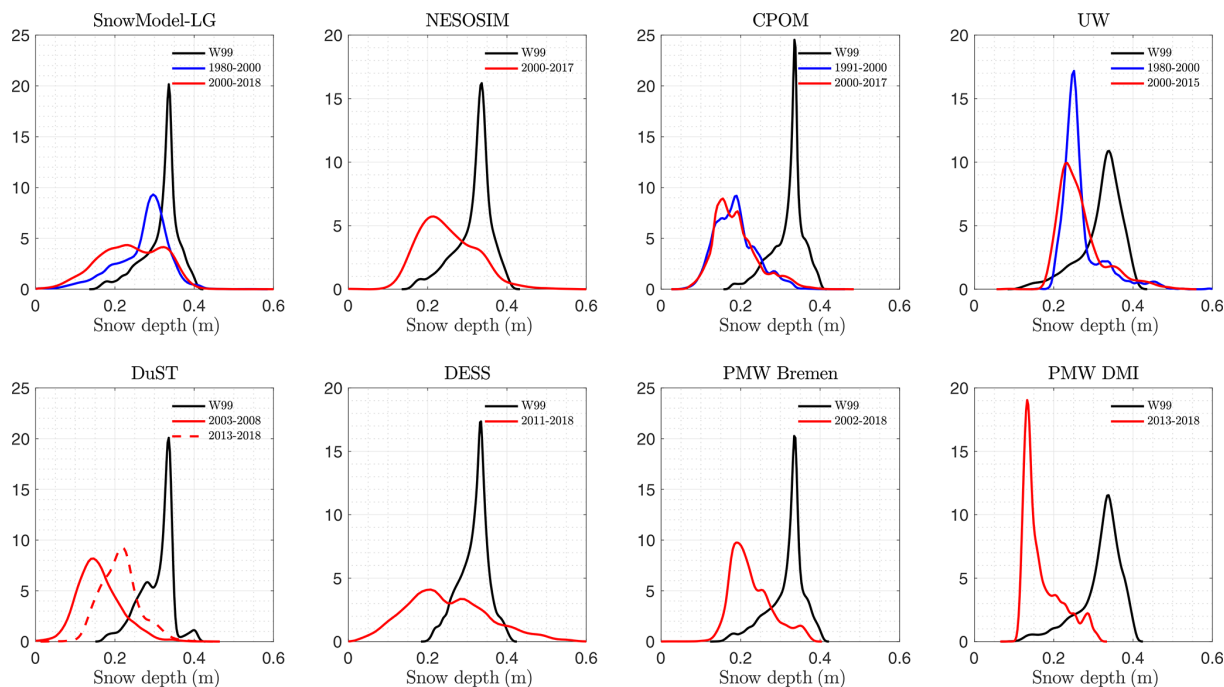 SnowModel-LG
W99
1980-2000
2000-2018
25
20
15
10
5
0
0 0.2 0.4 0.6
Snow depth (m)
NESOSIM
W99
2000-2017
20
15
10
5
0
0 0.2 0.4 0.6
Snow depth (m)
CPOM
W99
1991-2000
2000-2017
25
20
15
10
5
0
0 0.2 0.4 0.6
Snow depth (m)
UW
W99
1980-2000
2000-2015
20
15
10
5
0
0 0.2 0.4 0.6
Snow depth (m)
DuST
W99
2003-2008
2013-2018
25
20
15
10
5
0
0 0.2 0.4 0.6
Snow depth (m)
DESS
W99
2011-2018
20
15
10
5
0
0 0.2 0.4 0.6
Snow depth (m)
PMW Bremen
W99
2002-2018
25
20
15
10
5
0
0 0.2 0.4 0.6
Snow depth (m)
PMW DMI
W99
2013-2018
20
15
10
5
0
0 0.2 0.4 0.6
Snow depth (m)